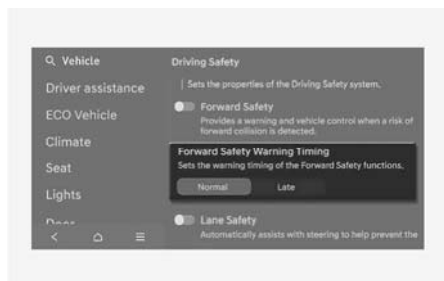 Vehicle
Driver assistance
ECO Vehicle
Climate
Seat
Lights
Door
Driving Safety
Sets the properties of the Driving Safety system.
Forward Safety
Provides a warning and vehicle control when a risk of
forward collision is detected.
Forward Safety Warning Timing
Sets the warning timing of the Forward Safety functions.
Normal Late
Lane Safety
Automatically assists with steering to help prevent the